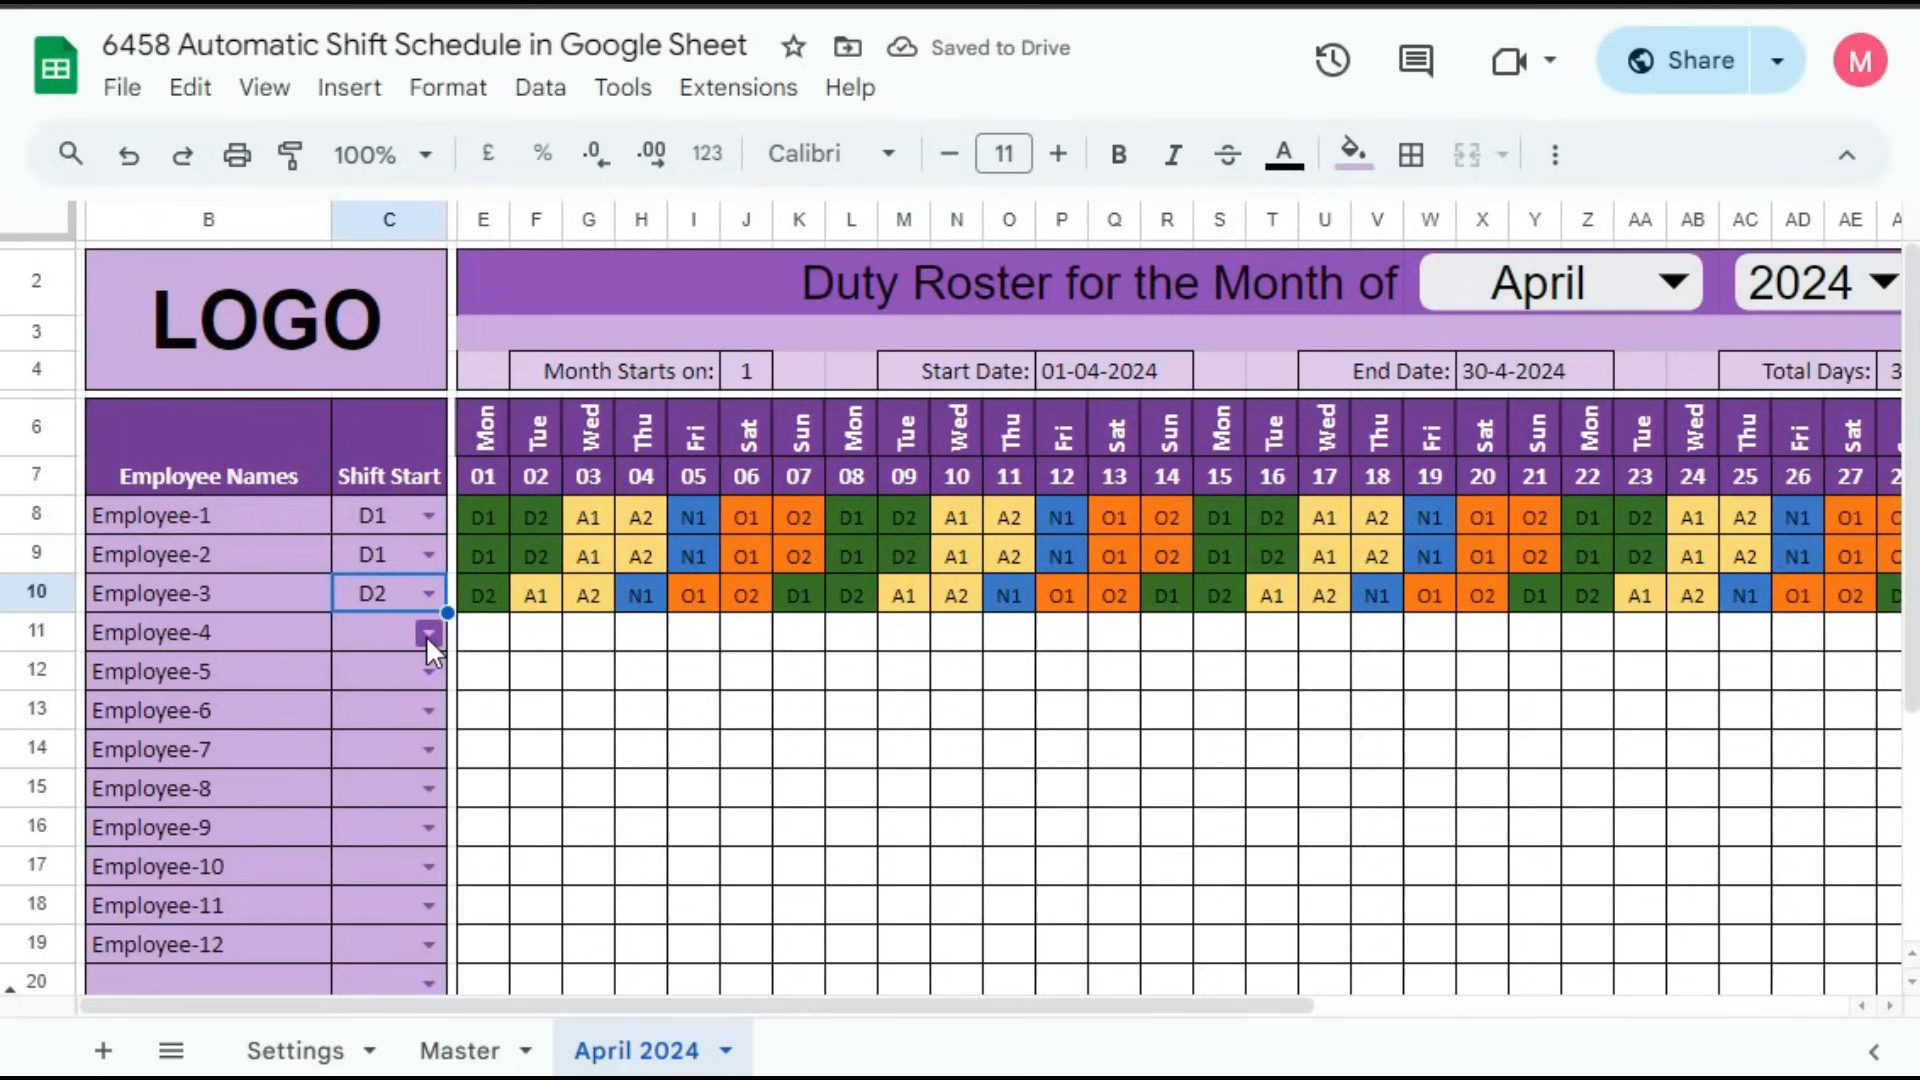 6458 Automatic Shift Schedule in Google Sheet Saved to Drive Share M
File Edit View Insert Format Data Tools Extensions Help
100% £ % .0 .00 123 Calibri 11 B I A
B C E F G H I J K L M N O P Q R S T U V W X Y Z AA AB AC AD AE
2 LOGO Duty Roster for the Month of April 2024
3
4 Month Starts on: 1 Start Date: 01-04-2024 End Date: 30-4-2024 Total Days:
6 Mon Tue Wed Thu Fri Sat Sun Mon Tue Wed Thu Fri Sat Sun Mon Tue Wed Thu Fri Sat Sun Mon Tue Wed Thu Fri Sat
7 Employee Names Shift Start 01 02 03 04 05 06 07 08 09 10 11 12 13 14 15 16 17 18 19 20 21 22 23 24 25 26 27
8 Employee-1 D1 D1 D2 A1 A2 N1 O1 O2 D1 D2 A1 A2 N1 O1 O2 D1 D2 A1 A2 N1 O1 O2 D1 D2 A1 A2 N1 O1
9 Employee-2 D1 D1 D2 A1 A2 N1 O1 O2 D1 D2 A1 A2 N1 O1 O2 D1 D2 A1 A2 N1 O1 O2 D1 D2 A1 A2 N1 O1
10 Employee-3 D2 D2 A1 A2 N1 O1 O2 D1 D2 A1 A2 N1 O1 O2 D1 D2 A1 A2 N1 O1 O2 D1 D2 A1 A2 N1 O1 O2
11 Employee-4
12 Employee-5
13 Employee-6
14 Employee-7
15 Employee-8
16 Employee-9
17 Employee-10
18 Employee-11
19 Employee-12
20
Settings Master April 2024